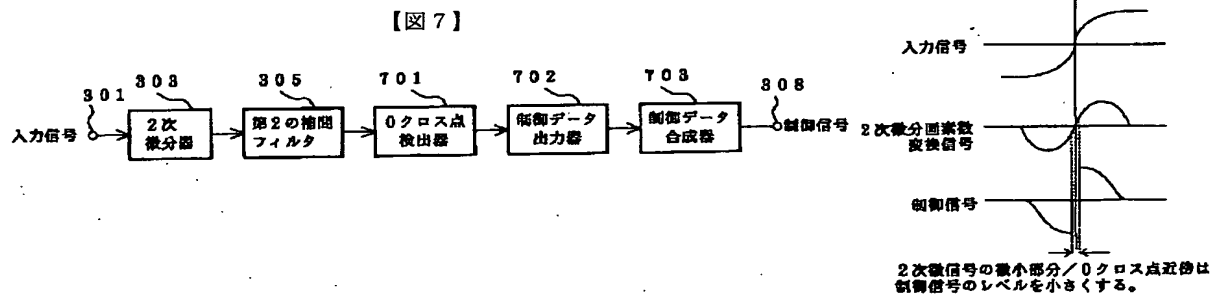 【図7】
301
303
305
701
702
703
308
入力信号
2次
微分器
第2の補間
フィルタ
0クロス点
検出器
制御データ
出力器
制御データ
合成器
制御信号
入力信号
2次微分画素数
変換信号
制御信号
2次微信号の微小部分/0クロス点近傍は
制御信号のレベルを小さくする。